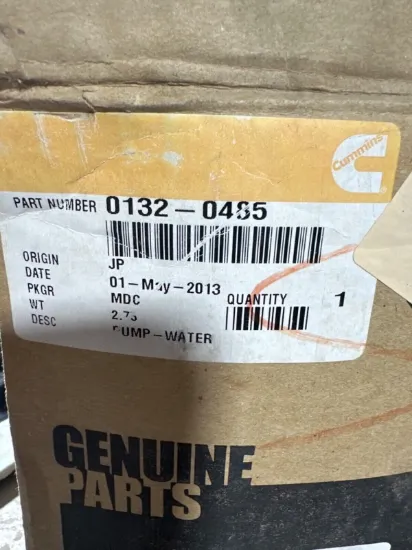 Cummins
PART NUMBER 0132-0485
ORIGIN JP
DATE 01-May-2013
PKGR MDC
QUANTITY 1
WT 2.73
DESC PUMP-WATER
GENUINE
PARTS